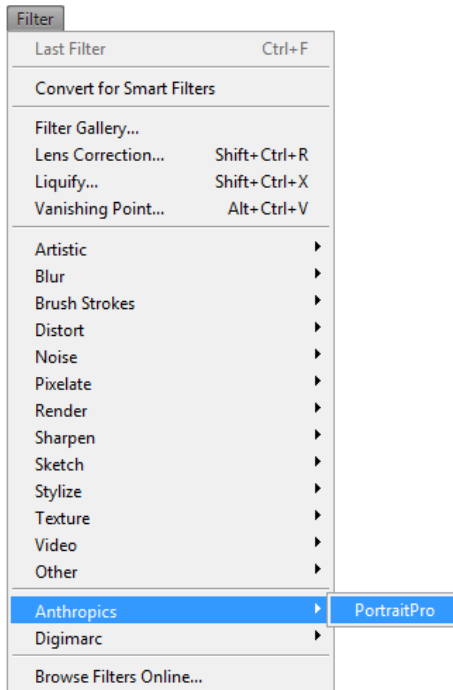 Filter
Last Filter Ctrl+F
Convert for Smart Filters
Filter Gallery...
Lens Correction... Shift+Ctrl+R
Liquify... Shift+Ctrl+X
Vanishing Point... Alt+Ctrl+V
Artistic
Blur
Brush Strokes
Distort
Noise
Pixelate
Render
Sharpen
Sketch
Stylize
Texture
Video
Other
Anthropics PortraitPro
Digimarc
Browse Filters Online...